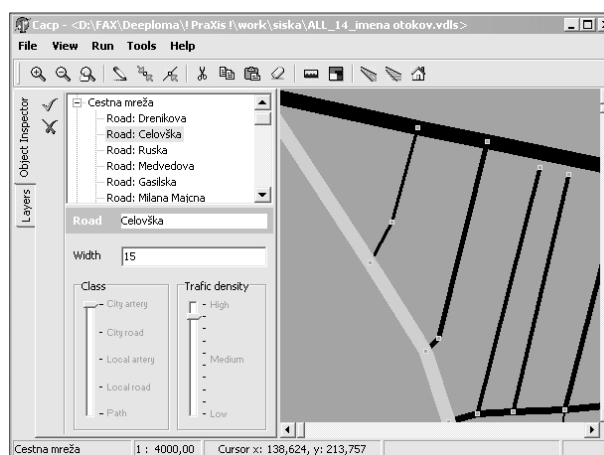 Cacp - <D:\FAX\Deeploma\! PraXis !\work\siska\ALL_14_imena otokov.vdls>
File View Run Tools Help
Object Inspector
Layers
Cestna mreža
Road: Drenikova
Road: Celovška
Road: Ruska
Road: Medvedova
Road: Gasilska
Road: Milana Majcna
Road Celovška
Width 15
Class
City artery
City road
Local artery
Local road
Path
Trafic density
High
Medium
Low
Cestna mreža 1 : 4000,00 Cursor x: 138,624, y: 213,757